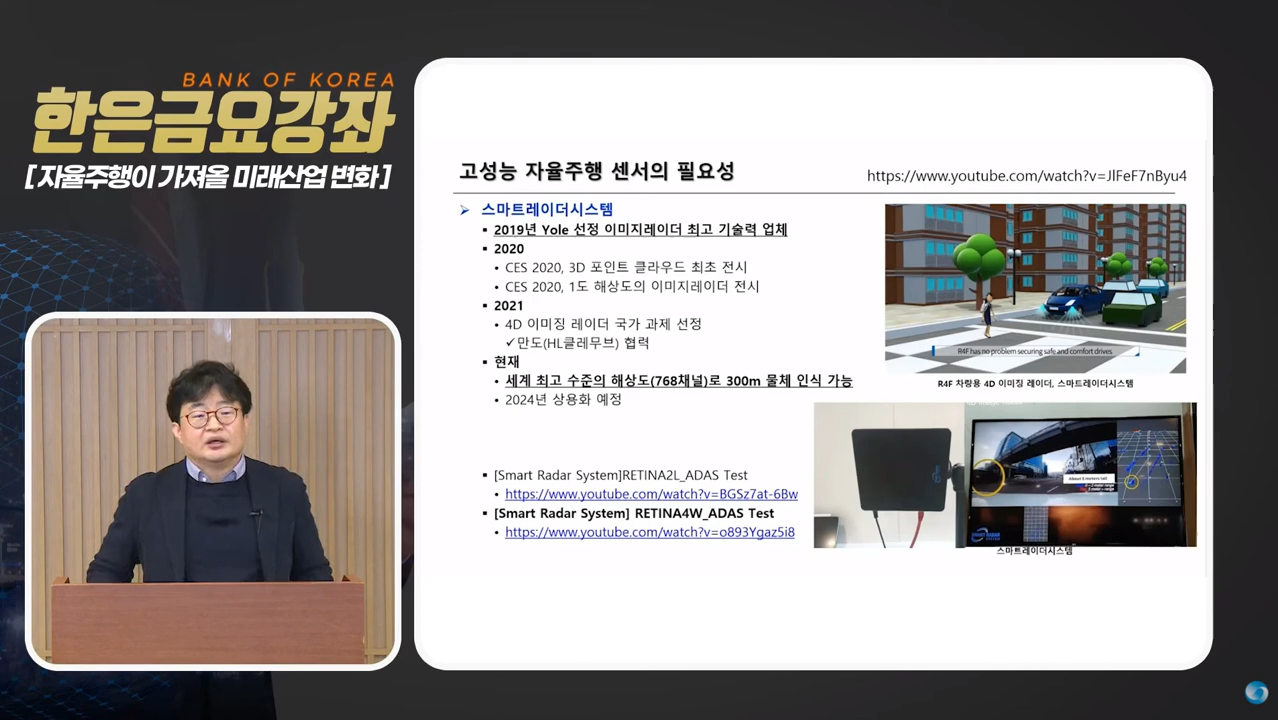 BANK OF KOREA
한은금요강좌
[ 자율주행이 가져올 미래산업 변화 ]
고성능 자율주행 센서의 필요성
https://www.youtube.com/watch?v=JlFeF7nByu4
➢ 스마트레이더시스템
▪ 2019년 Yole 선정 이미지레이더 최고 기술력 업체
▪ 2020
• CES 2020, 3D 포인트 클라우드 최초 전시
• CES 2020, 1도 해상도의 이미지레이더 전시
▪ 2021
• 4D 이미징 레이더 국가 과제 선정
✓만도(HL클레무브) 협력
▪ 현재
• 세계 최고 수준의 해상도(768채널)로 300m 물체 인식 가능
• 2024년 상용화 예정
▪ [Smart Radar System]RETINA2L_ADAS Test
• https://www.youtube.com/watch?v=BGSz7at-6Bw
▪ [Smart Radar System] RETINA4W_ADAS Test
• https://www.youtube.com/watch?v=o893Ygaz5i8
R4F has no problem securing safe and comfort drives.
R4F 차량용 4D 이미징 레이더, 스마트레이더시스템
About 5 meters tall
SMART RADAR
SYSTEM
스마트레이더시스템